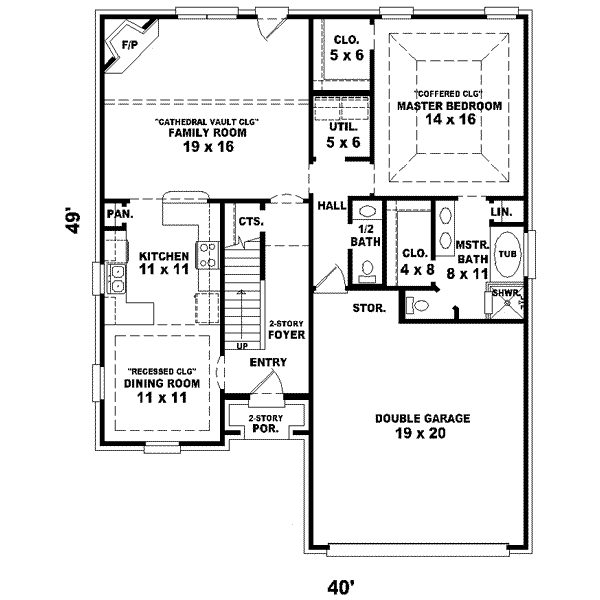 F/P
CLO.
5 x 6
"COFFERED CLG"
MASTER BEDROOM
14 x 16
"CATHEDRAL VAULT CLG"
FAMILY ROOM
19 x 16
UTIL.
5 x 6
49'
PAN.
CTS.
HALL
1/2
BATH
CLO.
4 x 8
LIN.
MSTR.
BATH
8 x 11
TUB
SHWR.
KITCHEN
11 x 11
UP
2-STORY
FOYER
STOR.
ENTRY
"RECESSED CLG"
DINING ROOM
11 x 11
2-STORY
POR.
DOUBLE GARAGE
19 x 20
40'